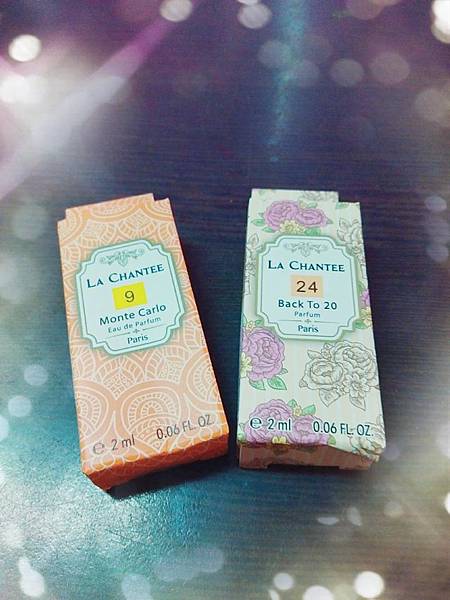 LA CHANTEE
9
Monte Carlo
Eau de Parfum
Paris
e 2 ml 0.06 FL. OZ.
LA CHANTEE
24
Back To 20
Parfum
Paris
e 2 ml 0.06 FL. OZ.